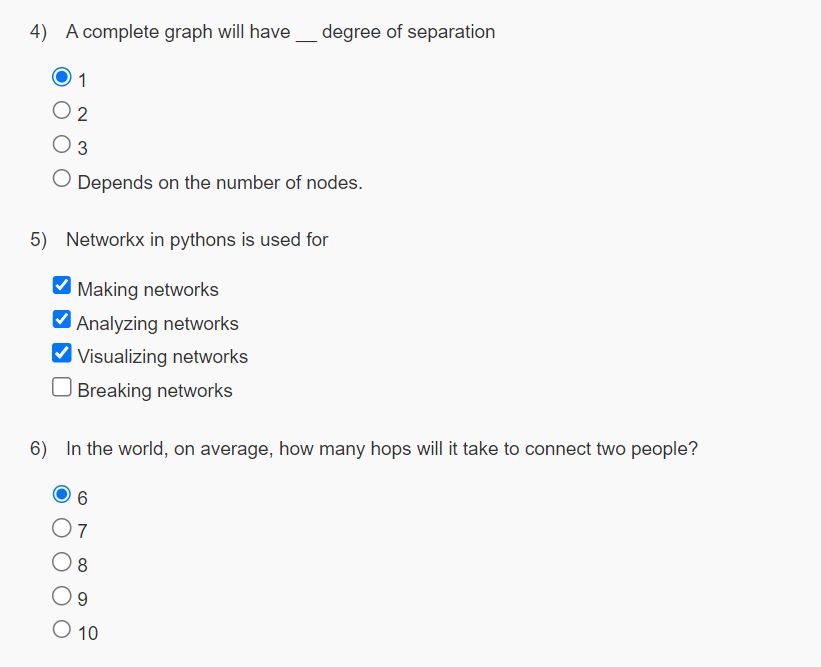 4) A complete graph will have __ degree of separation
1
2
3
Depends on the number of nodes.
5) Networkx in pythons is used for
Making networks
Analyzing networks
Visualizing networks
Breaking networks
6) In the world, on average, how many hops will it take to connect two people?
6
7
8
9
10